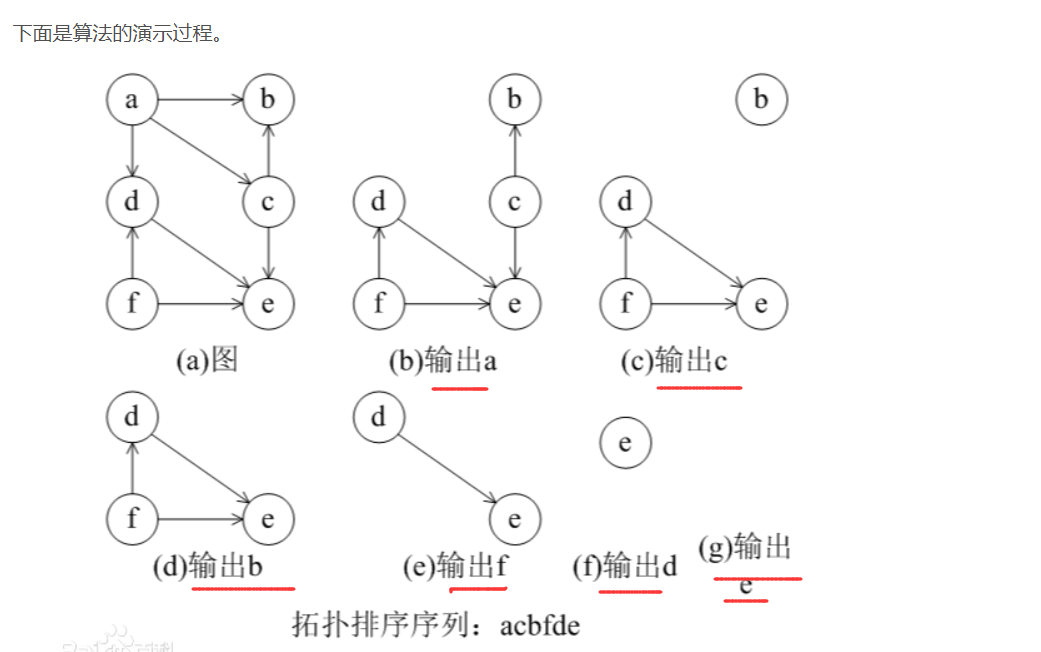 下面是算法的演示过程。
a b b b
d c d c d
f e f e f e
(a)图 (b)输出a (c)输出c
d d e
f e e
(d)输出b (e)输出f (f)输出d (g)输出
e
拓扑排序序列：acbfde